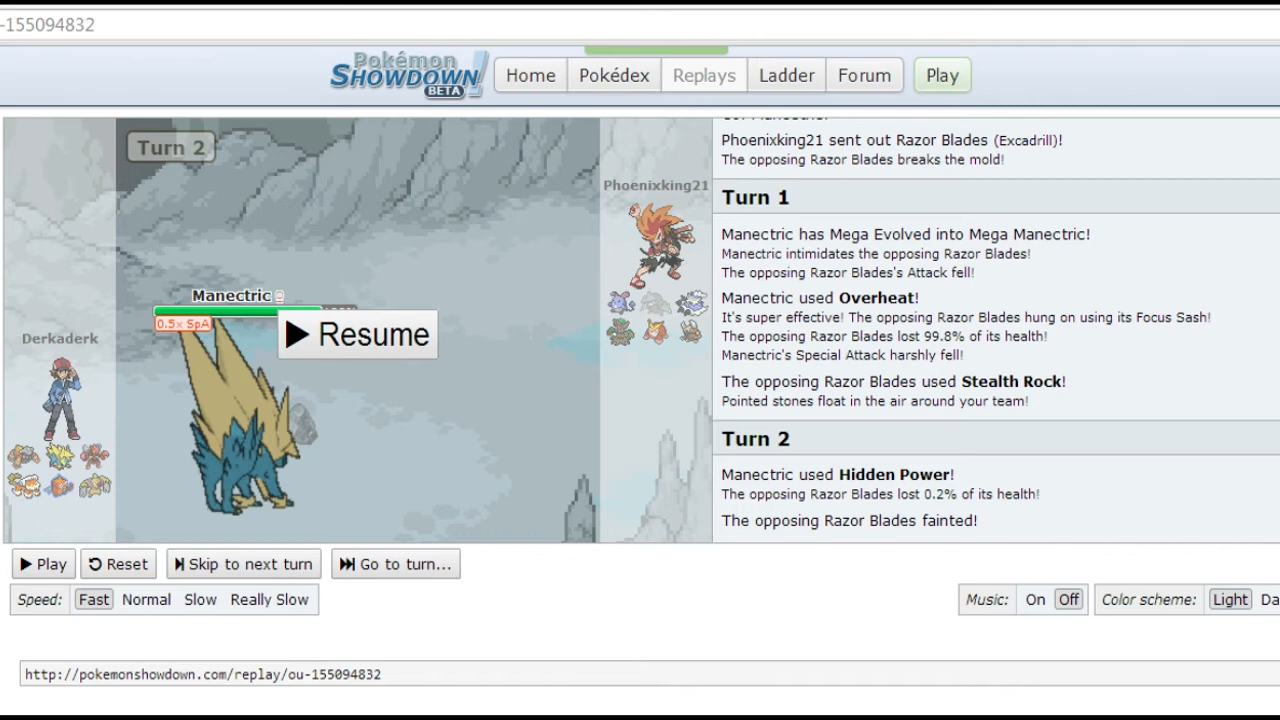 -155094832
Pokémon
SHOWDOWN!
BETA
Home
Pokédex
Replays
Ladder
Forum
Play
Turn 2
Phoenixking21
Manectric
0.5x SpA
Resume
Derkaderk
Phoenixking21 sent out Razor Blades (Excadrill)!
The opposing Razor Blades breaks the mold!
Turn 1
Manectric has Mega Evolved into Mega Manectric!
Manectric intimidates the opposing Razor Blades!
The opposing Razor Blades's Attack fell!
Manectric used Overheat!
It's super effective! The opposing Razor Blades hung on using its Focus Sash!
The opposing Razor Blades lost 99.8% of its health!
Manectric's Special Attack harshly fell!
The opposing Razor Blades used Stealth Rock!
Pointed stones float in the air around your team!
Turn 2
Manectric used Hidden Power!
The opposing Razor Blades lost 0.2% of its health!
The opposing Razor Blades fainted!
Play
Reset
Skip to next turn
Go to turn...
Speed: Fast Normal Slow Really Slow
Music: On Off
Color scheme: Light Da
http://pokemonshowdown.com/replay/ou-155094832